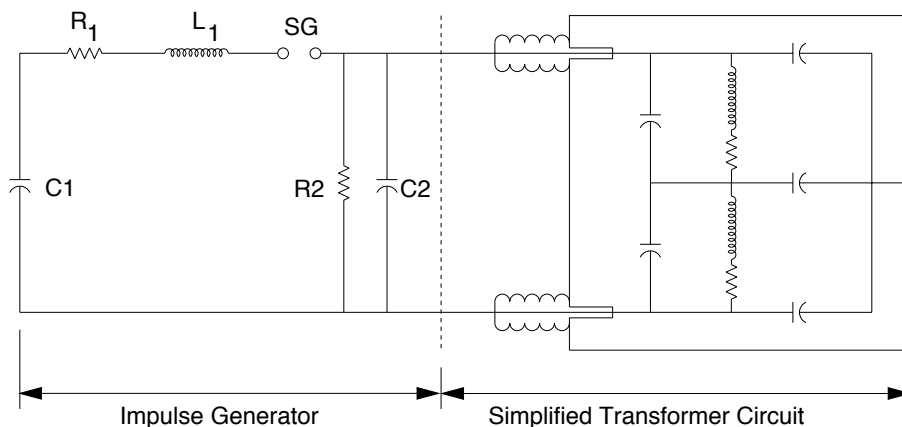 R1
L1
SG
C1
R2
C2
Impulse Generator
Simplified Transformer Circuit